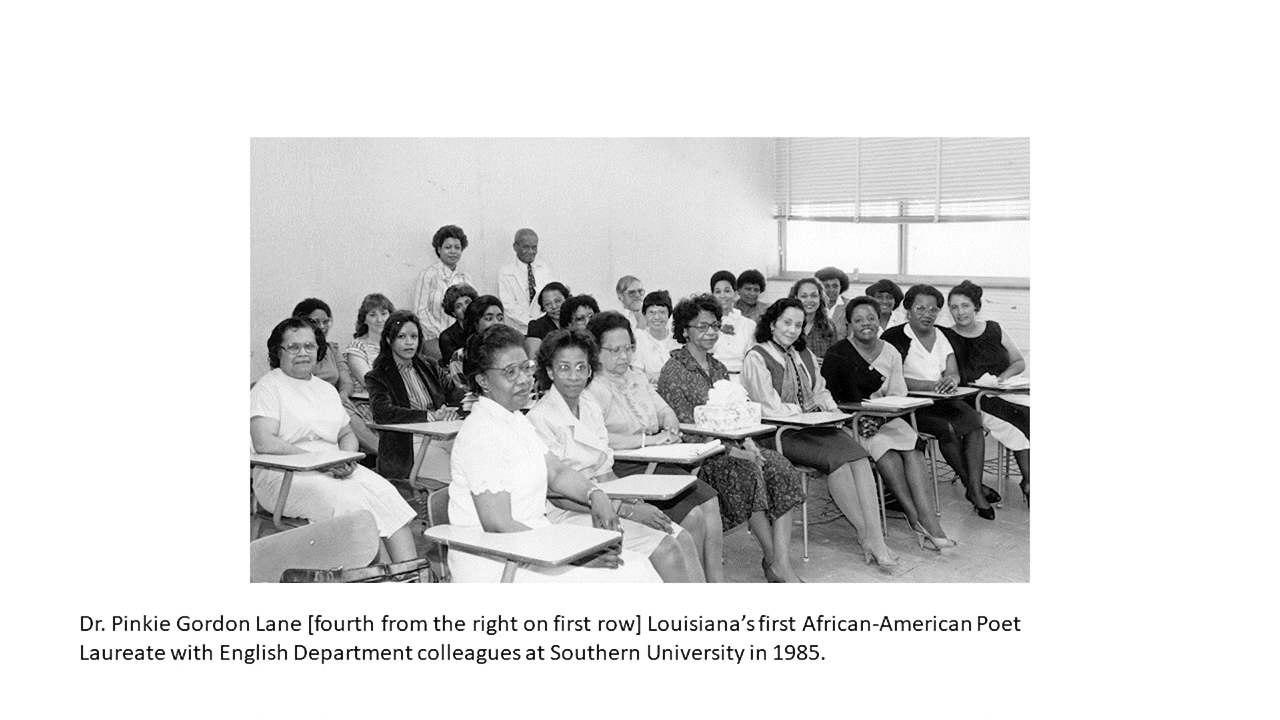 Dr. Pinkie Gordon Lane [fourth from the right on first row] Louisiana’s first African-American Poet
Laureate with English Department colleagues at Southern University in 1985.